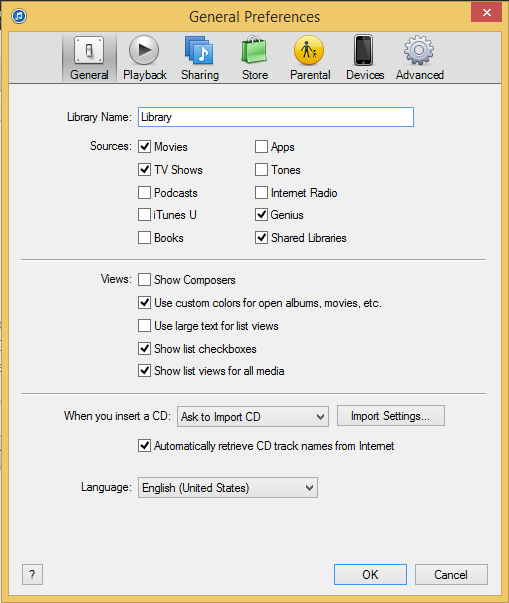 General Preferences
General Playback Sharing Store Parental Devices Advanced
Library Name: Library
Sources: Movies Apps
TV Shows Tones
Podcasts Internet Radio
iTunes U Genius
Books Shared Libraries
Views: Show Composers
Use custom colors for open albums, movies, etc.
Use large text for list views
Show list checkboxes
Show list views for all media
When you insert a CD: Ask to Import CD Import Settings...
Automatically retrieve CD track names from Internet
Language: English (United States)
? OK Cancel